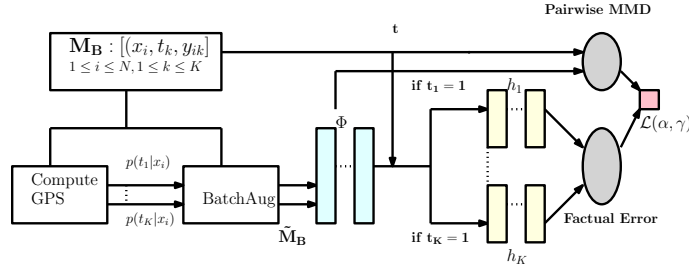 Pairwise MMD
t
M_B : [(x_i, t_k, y_ik]
1 ≤ i ≤ N, 1 ≤ k ≤ K
if t_1 = 1
h_1
L(α, γ)
Φ
p(t_1|x_i)
Compute
GPS
BatchAug
p(t_K|x_i)
M̃_B
if t_K = 1
Factual Error
h_K